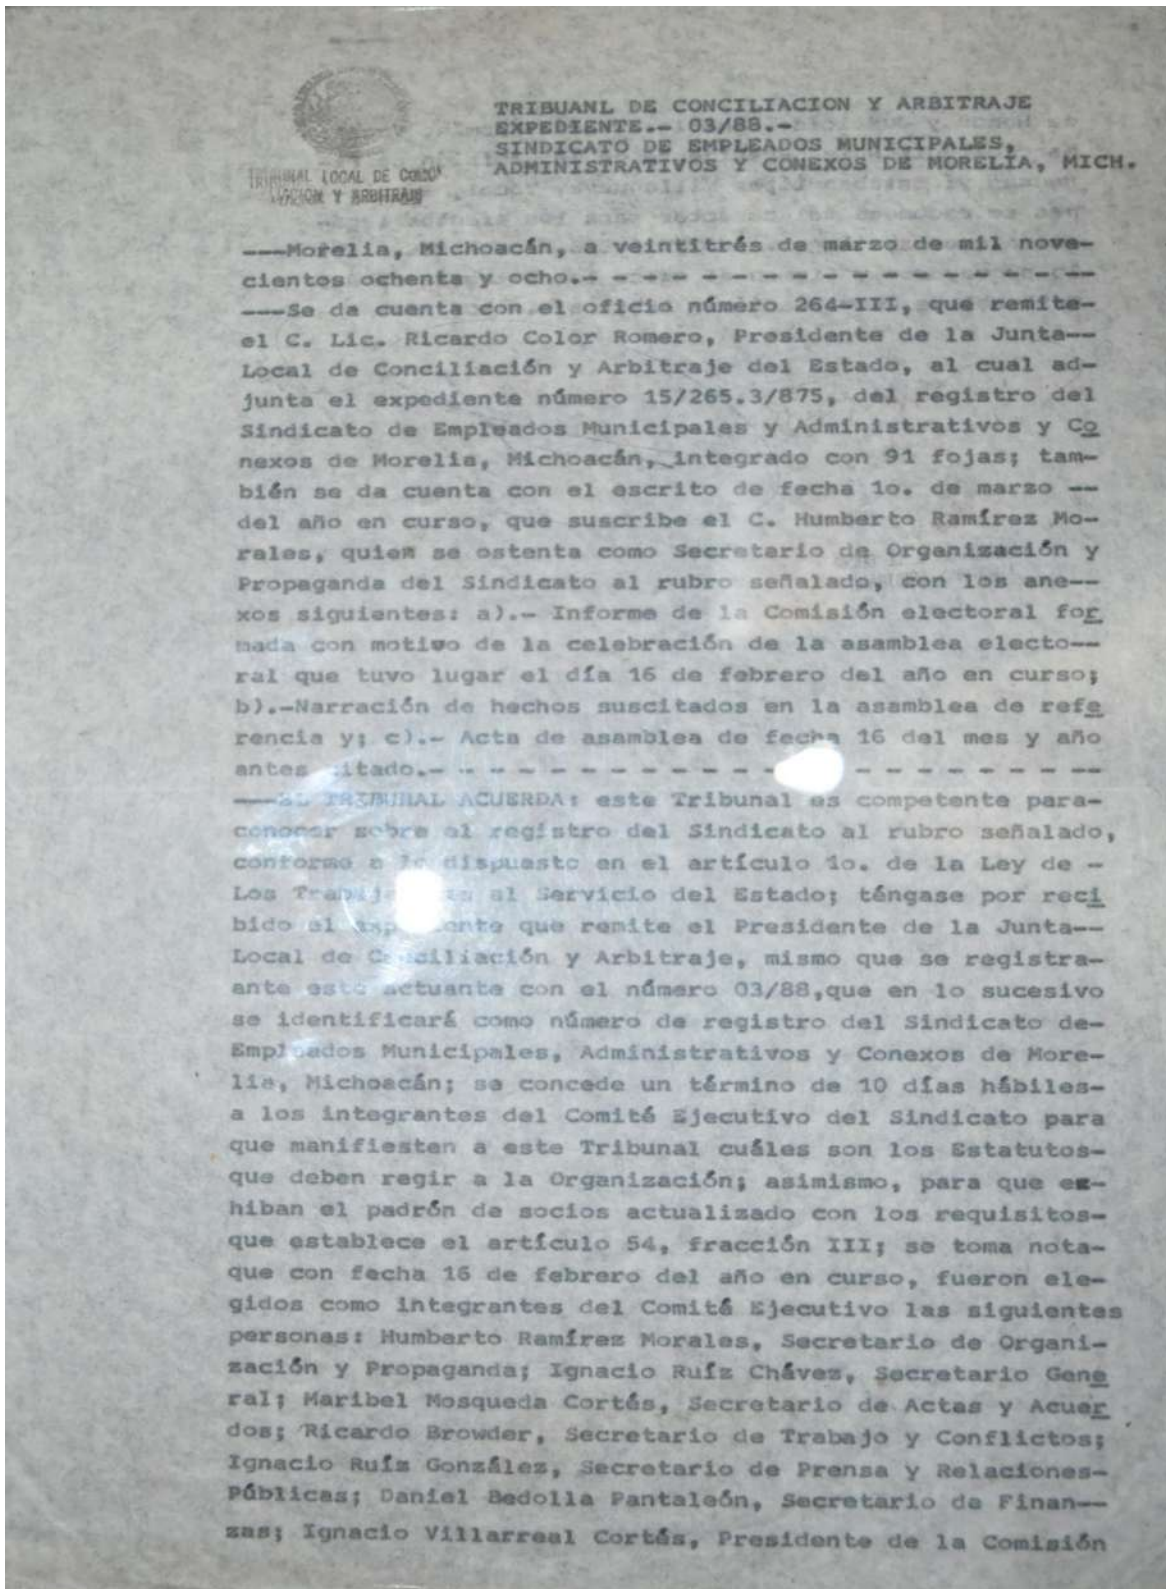 TRIBUANL DE CONCILIACION Y ARBITRAJE
EXPEDIENTE.- 03/88.-
SINDICATO DE EMPLEADOS MUNICIPALES,
ADMINISTRATIVOS Y CONEXOS DE MORELIA, MICH.
TRIBUNAL LOCAL DE CONCI
LIACION Y ARBITRAJE
---Morelia, Michoacán, a veintitrés de marzo de mil nove-
cientos ochenta y ocho.- - - - - - - - - - - - - - - - - --
---Se da cuenta con el oficio número 264-III, que remite-
el C. Lic. Ricardo Color Romero, Presidente de la Junta--
Local de Conciliación y Arbitraje del Estado, al cual ad-
junta el expediente número 15/265.3/875, del registro del
Sindicato de Empleados Municipales y Administrativos y Co
nexos de Morelia, Michoacán, integrado con 91 fojas; tam-
bién se da cuenta con el escrito de fecha 1o. de marzo --
del año en curso, que suscribe el C. Humberto Ramírez Mo-
rales, quien se ostenta como Secretario de Organización y
Propaganda del Sindicato al rubro señalado, con los ane--
xos siguientes: a).- Informe de la Comisión electoral for
mada con motivo de la celebración de la asamblea electo--
ral que tuvo lugar el día 16 de febrero del año en curso;
b).-Narración de hechos suscitados en la asamblea de refe
rencia y; c).- Acta de asamblea de fecha 16 del mes y año
antes citado.- - - - - - - - - - - - - - - - - - - - - --
---EL TRIBUNAL ACUERDA: este Tribunal es competente para-
conocer sobre el registro del Sindicato al rubro señalado,
conforme a lo dispuesto en el artículo 1o. de la Ley de -
Los Trabajadores al Servicio del Estado; téngase por reci
bido el expediente que remite el Presidente de la Junta--
Local de Conciliación y Arbitraje, mismo que se registra-
ante este actuante con el número 03/88,que en lo sucesivo
se identificará como número de registro del Sindicato de-
Empleados Municipales, Administrativos y Conexos de More-
lia, Michoacán; se concede un término de 10 días hábiles-
a los integrantes del Comité Ejecutivo del Sindicato para
que manifiesten a este Tribunal cuáles son los Estatutos-
que deben regir a la Organización; asimismo, para que ex-
hiban el padrón de socios actualizado con los requisitos-
que establece el artículo 54, fracción III; se toma nota-
que con fecha 16 de febrero del año en curso, fueron ele-
gidos como integrantes del Comité Ejecutivo las siguientes
personas: Humberto Ramírez Morales, Secretario de Organi-
zación y Propaganda; Ignacio Ruíz Chávez, Secretario Gene
ral; Maribel Mosqueda Cortés, Secretario de Actas y Acuer
dos; Ricardo Browder, Secretario de Trabajo y Conflictos;
Ignacio Ruíz González, Secretario de Prensa y Relaciones-
Públicas; Daniel Bedolla Pantaleón, Secretario de Finan--
zas; Ignacio Villarreal Cortés, Presidente de la Comisión